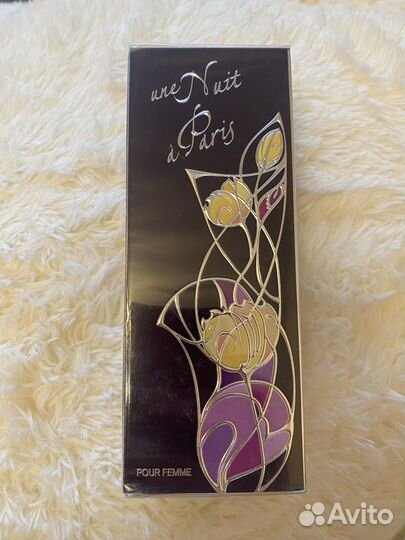 une Nuit
à Paris
POUR FEMME
Avito